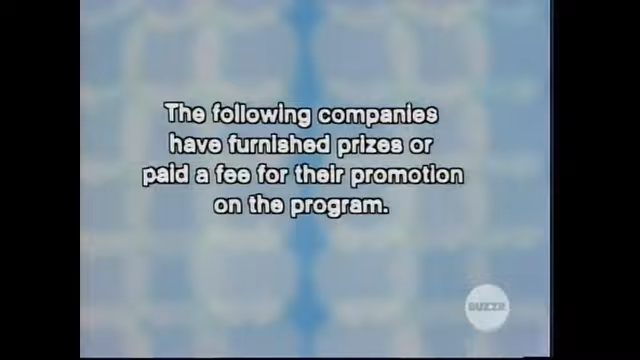 The following companies
have furnished prizes or
paid a fee for their promotion
on the program.
BUZZR